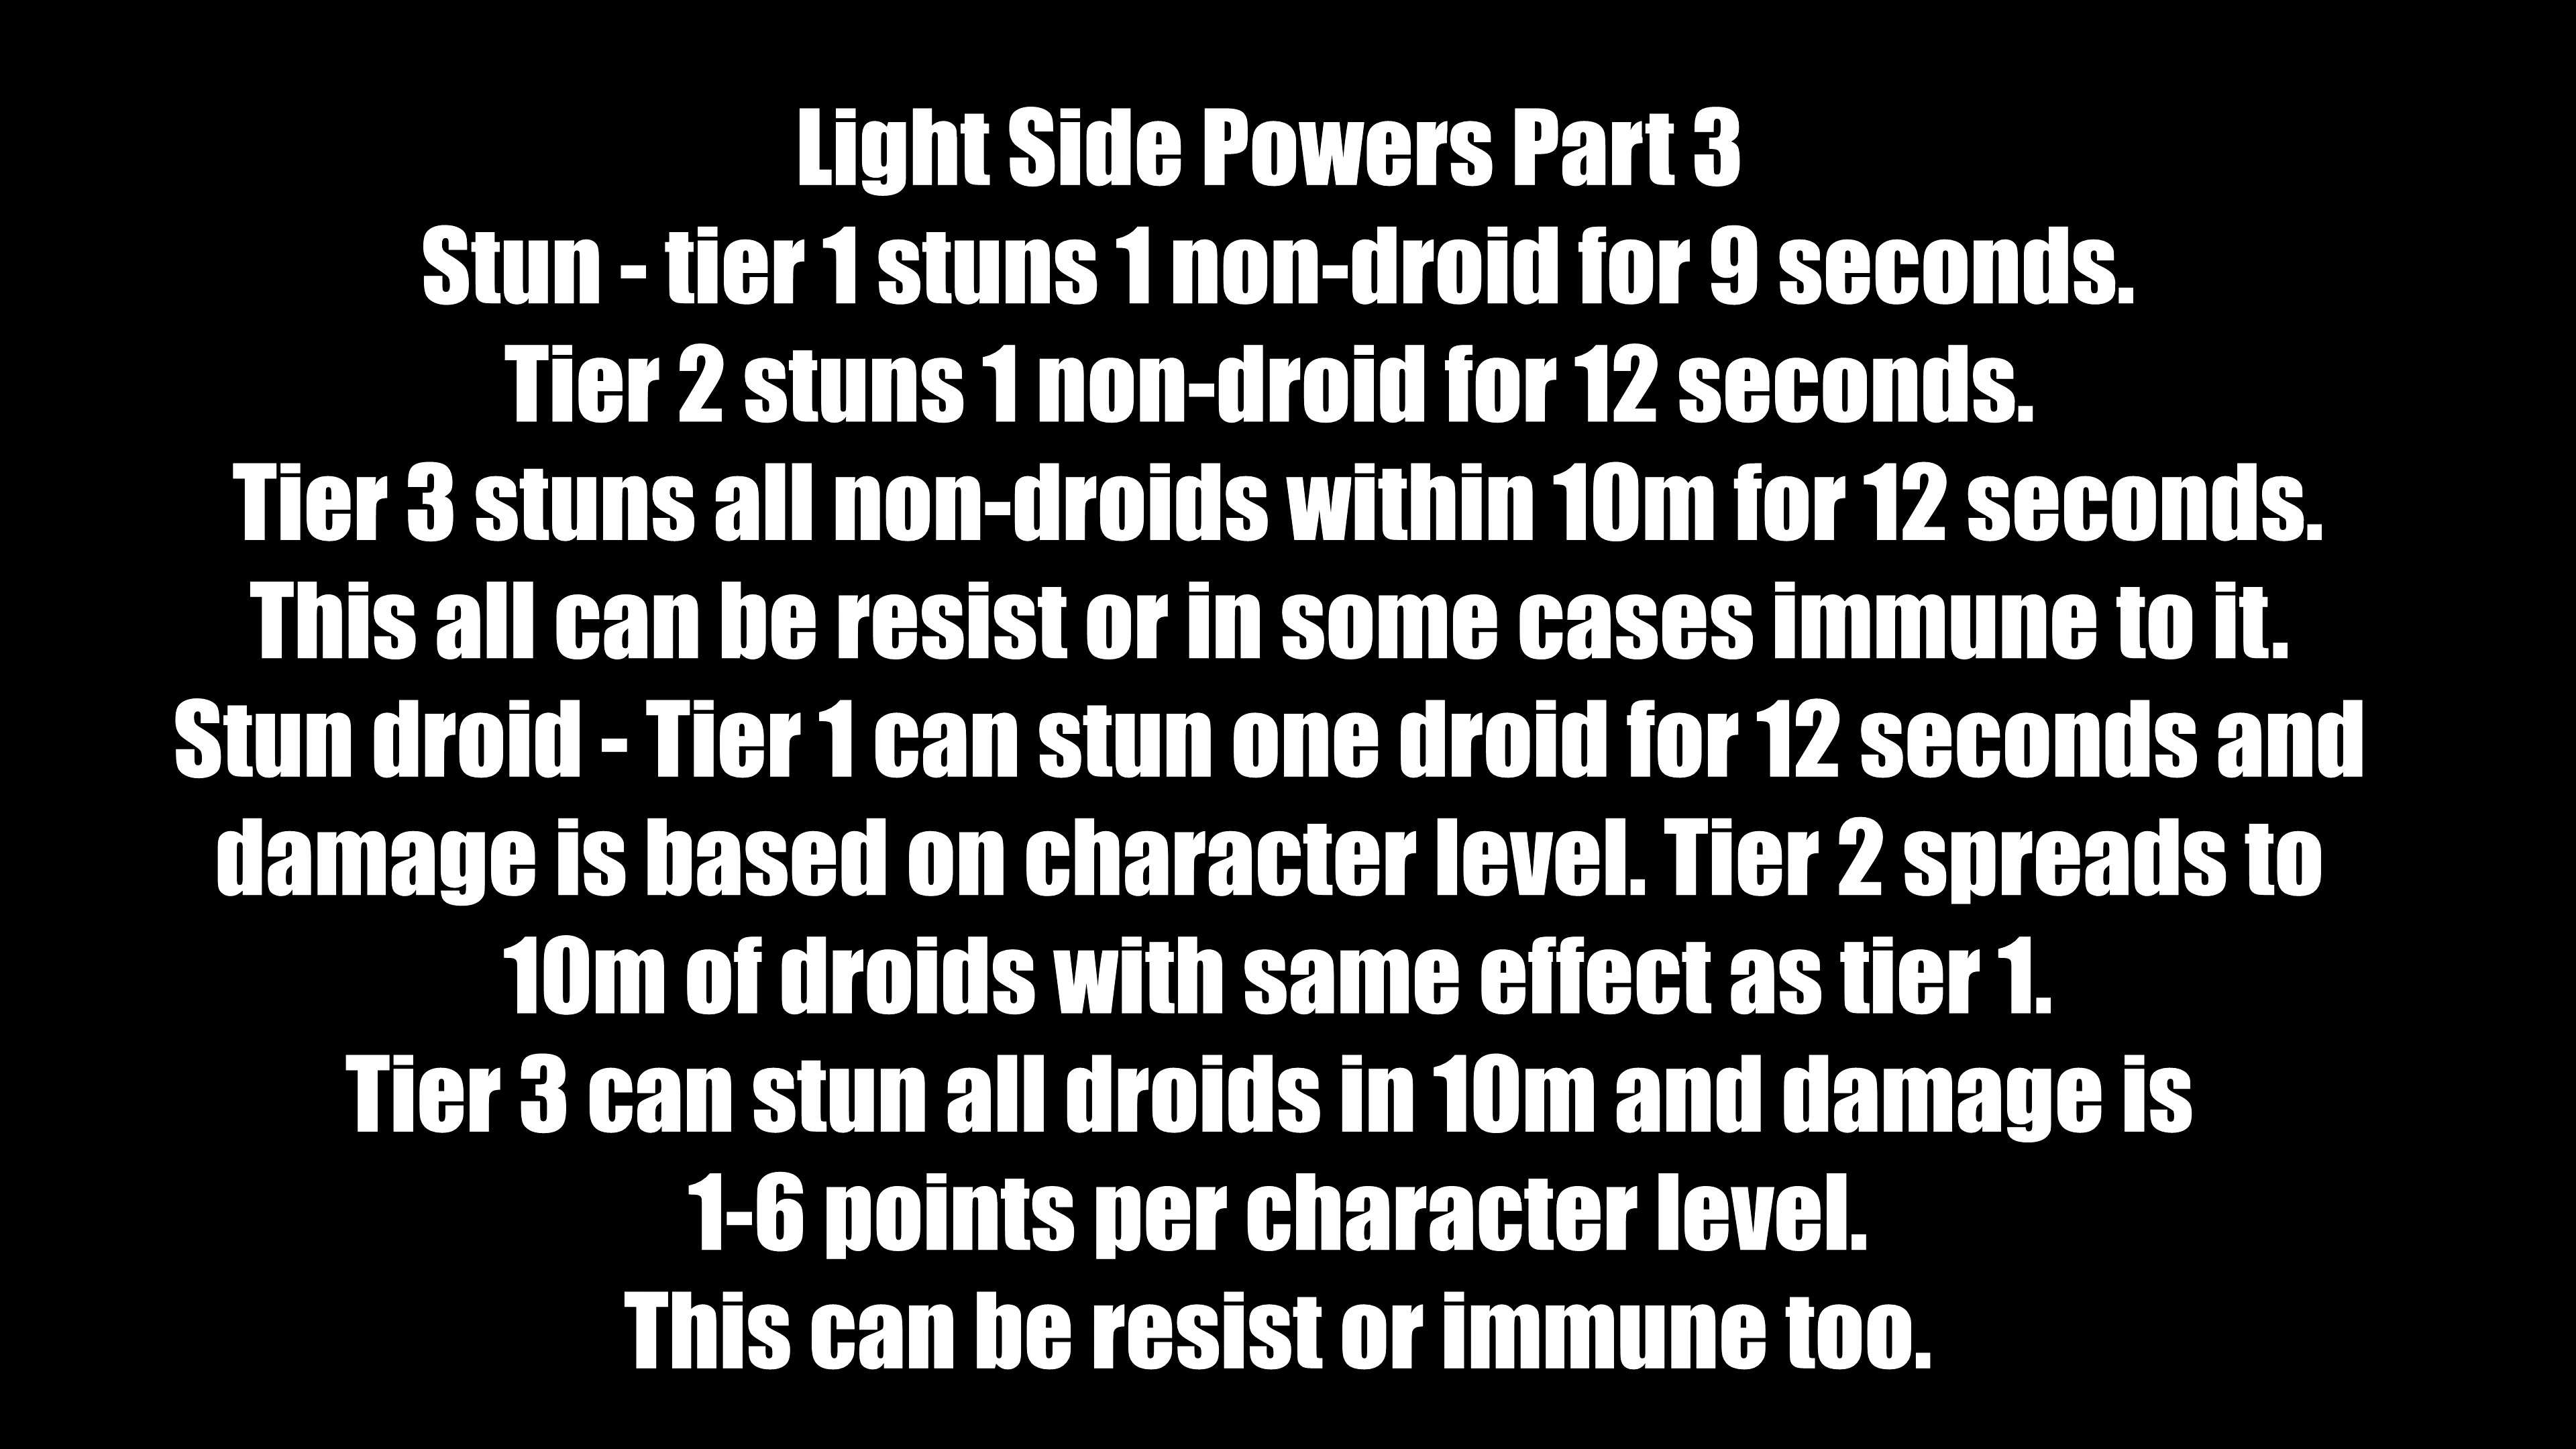 Light Side Powers Part 3
Stun - tier 1 stuns 1 non-droid for 9 seconds.
Tier 2 stuns 1 non-droid for 12 seconds.
Tier 3 stuns all non-droids within 10m for 12 seconds.
This all can be resist or in some cases immune to it.
Stun droid - Tier 1 can stun one droid for 12 seconds and
damage is based on character level. Tier 2 spreads to
10m of droids with same effect as tier 1.
Tier 3 can stun all droids in 10m and damage is
1-6 points per character level.
This can be resist or immune too.